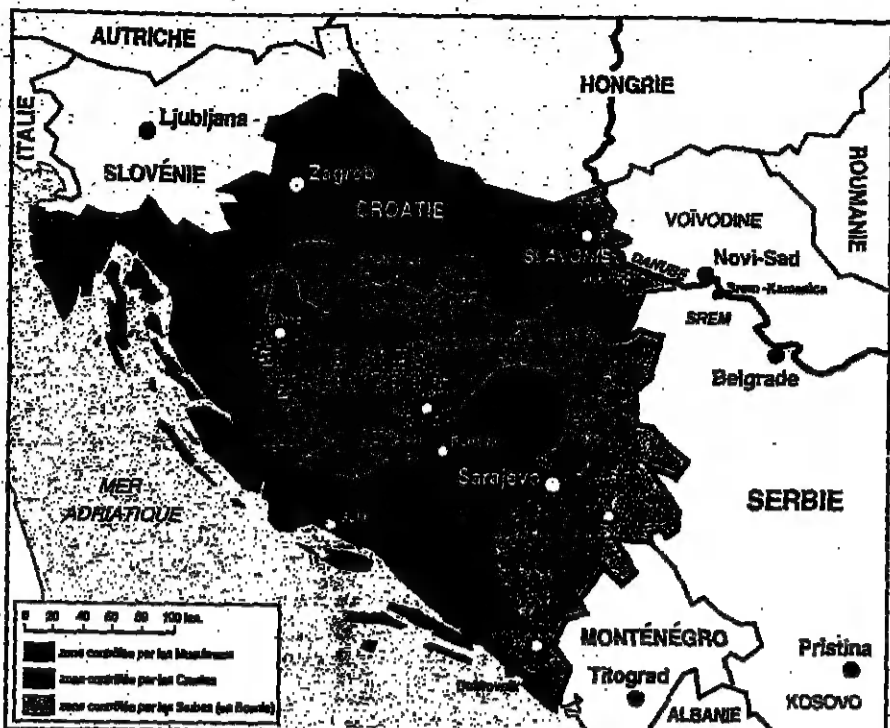 AUTRICHE
HONGRIE
ITALIE
Ljubljana
SLOVÉNIE
Zagreb
CROATIE
ROUMANIE
VOÏVODINE
SLAVONIE
DANUBE
Novi-Sad
SREM
Belgrade
Sarajevo
MER
ADRIATIQUE
SERBIE
0 20 40 60 80 100 km.
zone contrôlée par les Musulmans
zone contrôlée par les Croates
zone contrôlée par les Serbes (en Bosnie)
Dubrovnik
MONTÉNÉGRO
Titograd
ALBANIE
Pristina
KOSOVO